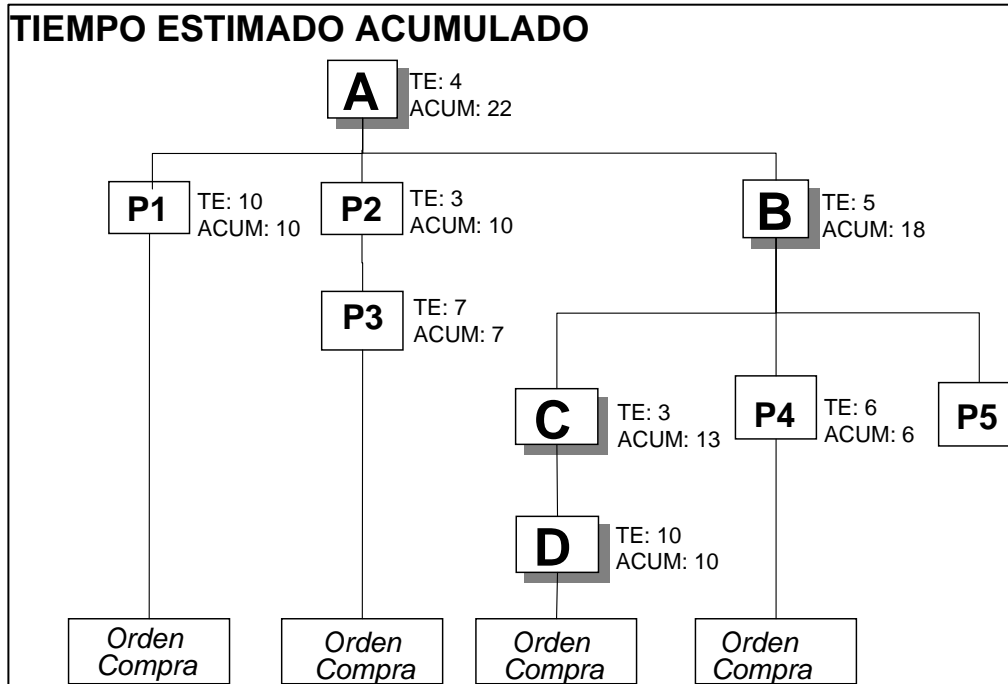 TIEMPO ESTIMADO ACUMULADO
A
TE: 4
ACUM: 22
P1
TE: 10
ACUM: 10
P2
TE: 3
ACUM: 10
B
TE: 5
ACUM: 18
P3
TE: 7
ACUM: 7
C
TE: 3
ACUM: 13
P4
TE: 6
ACUM: 6
P5
D
TE: 10
ACUM: 10
Orden
Compra
Orden
Compra
Orden
Compra
Orden
Compra